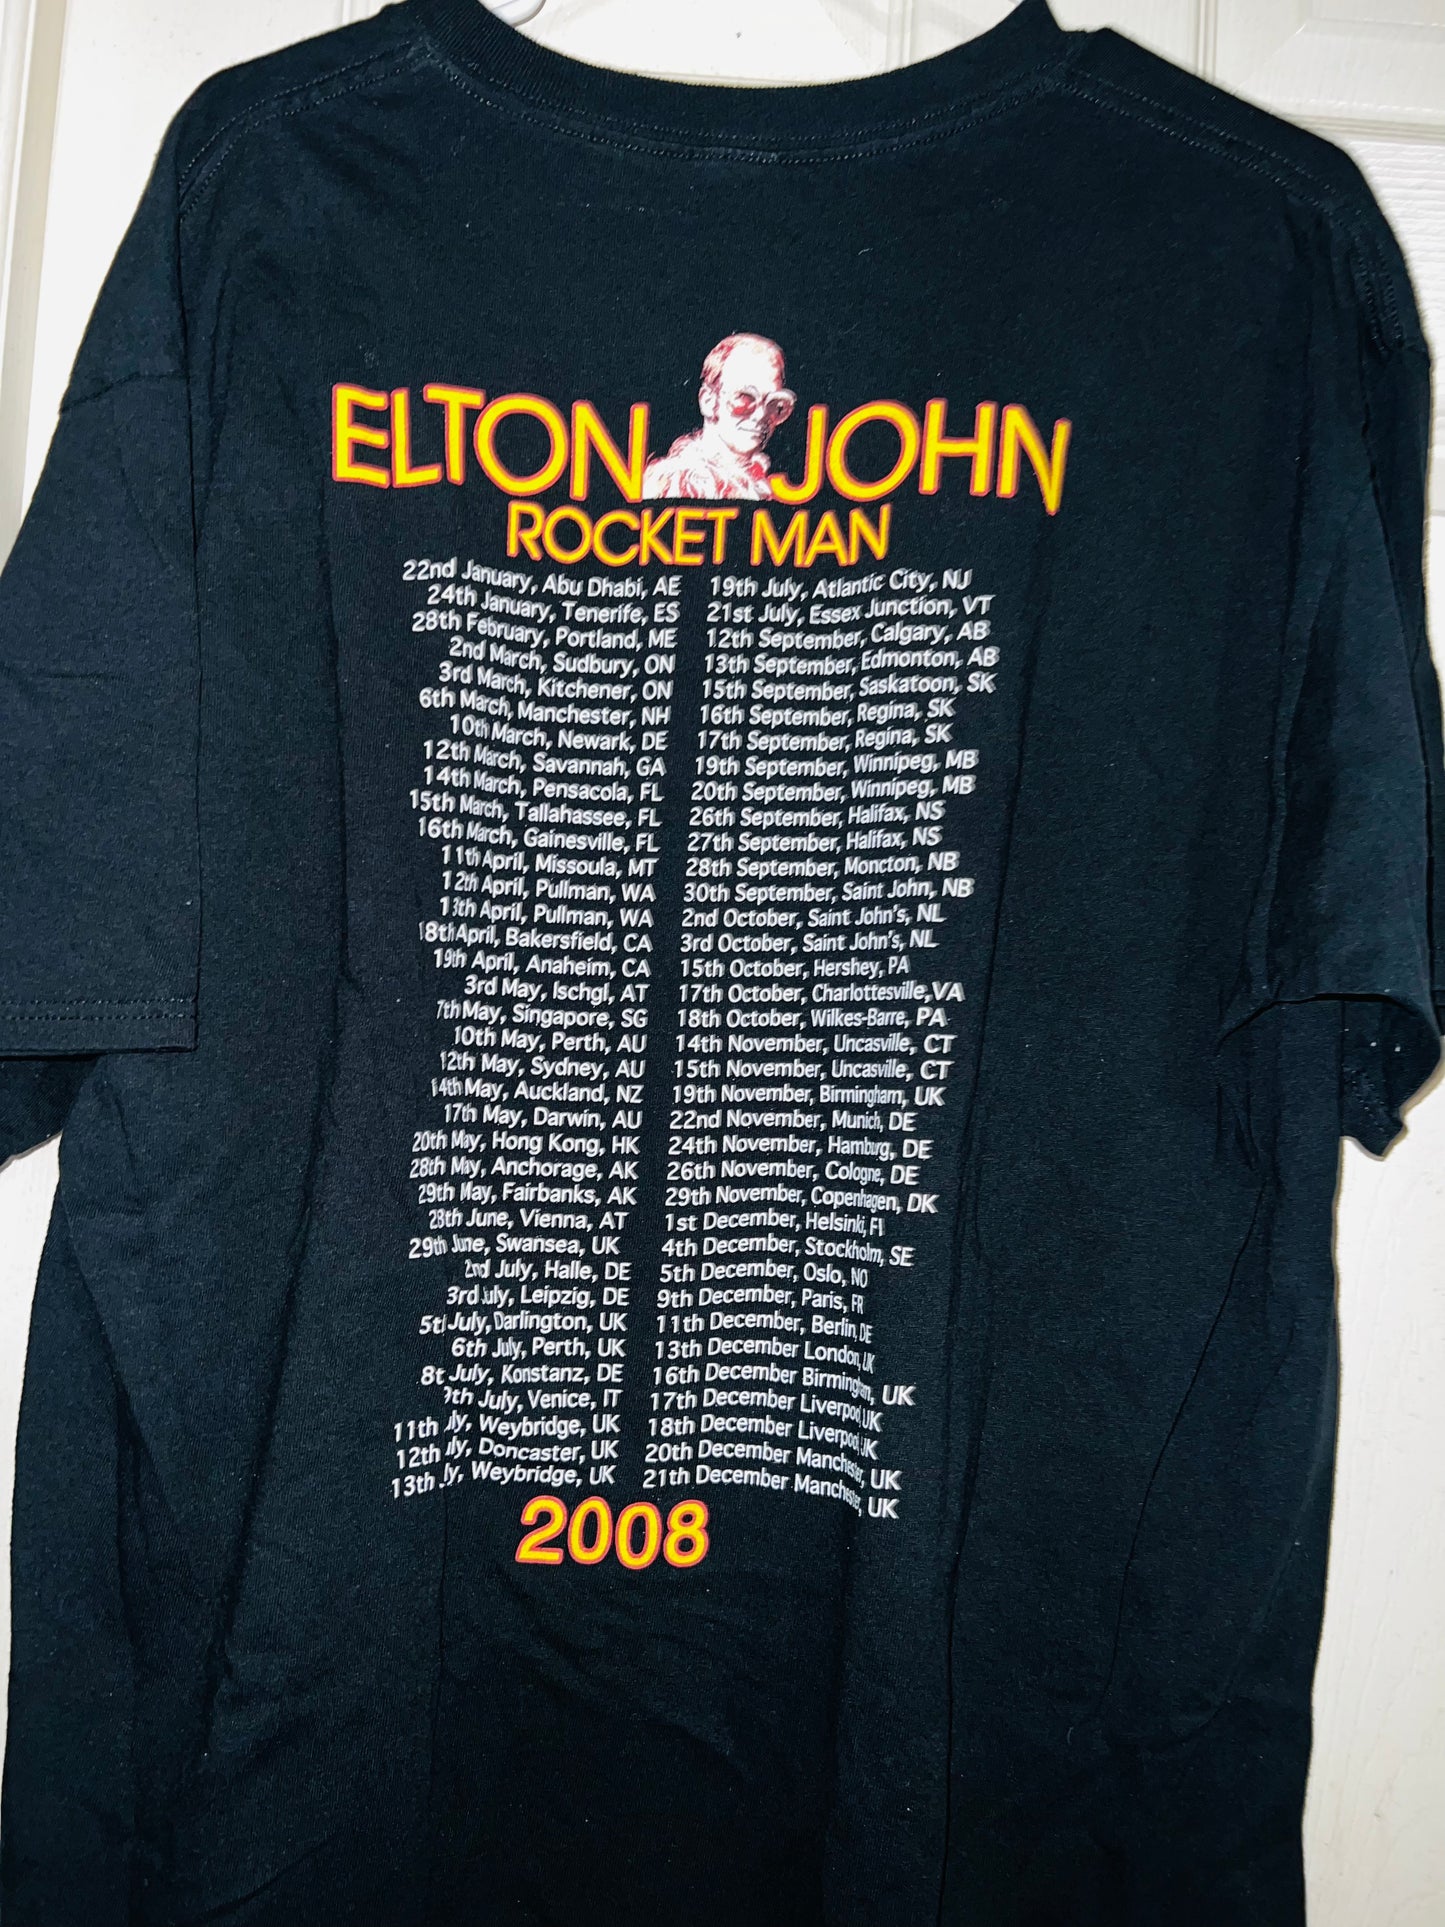 ELTON JOHN
ROCKET MAN
22nd January, Abu Dhabi, AE
24th January, Tenerife, ES
28th February, Portland, ME
2nd March, Sudbury, ON
3rd March, Kitchener, ON
6th March, Manchester, NH
10th March, Newark, DE
12th March, Savannah, GA
14th March, Pensacola, FL
15th March, Tallahassee, FL
16th March, Gainesville, FL
11th April, Missoula, MT
12th April, Pullman, WA
13th April, Pullman, WA
18th April, Bakersfield, CA
19th April, Anaheim, CA
3rd May, Ischgl, AT
7th May, Singapore, SG
10th May, Perth, AU
12th May, Sydney, AU
14th May, Auckland, NZ
17th May, Darwin, AU
20th May, Hong Kong, HK
28th May, Anchorage, AK
29th May, Fairbanks, AK
28th June, Vienna, AT
29th June, Swansea, UK
2nd July, Halle, DE
3rd July, Leipzig, DE
5th July, Darlington, UK
6th July, Perth, UK
8th July, Konstanz, DE
9th July, Venice, IT
11th July, Weybridge, UK
12th July, Doncaster, UK
13th July, Weybridge, UK
19th July, Atlantic City, NJ
21st July, Essex Junction, VT
12th September, Calgary, AB
13th September, Edmonton, AB
15th September, Saskatoon, SK
16th September, Regina, SK
17th September, Regina, SK
19th September, Winnipeg, MB
20th September, Winnipeg, MB
26th September, Halifax, NS
27th September, Halifax, NS
28th September, Moncton, NB
30th September, Saint John, NB
2nd October, Saint John's, NL
3rd October, Saint John's, NL
15th October, Hershey, PA
17th October, Charlottesville, VA
18th October, Wilkes-Barre, PA
14th November, Uncasville, CT
15th November, Uncasville, CT
19th November, Birmingham, UK
22nd November, Munich, DE
24th November, Hamburg, DE
26th November, Cologne, DE
29th November, Copenhagen, DK
1st December, Helsinki, FI
4th December, Stockholm, SE
5th December, Oslo, NO
9th December, Paris, FR
11th December, Berlin, DE
13th December London, UK
16th December Birmingham, UK
17th December Liverpool, UK
18th December Liverpool, UK
20th December Manchester, UK
21th December Manchester, UK
2008